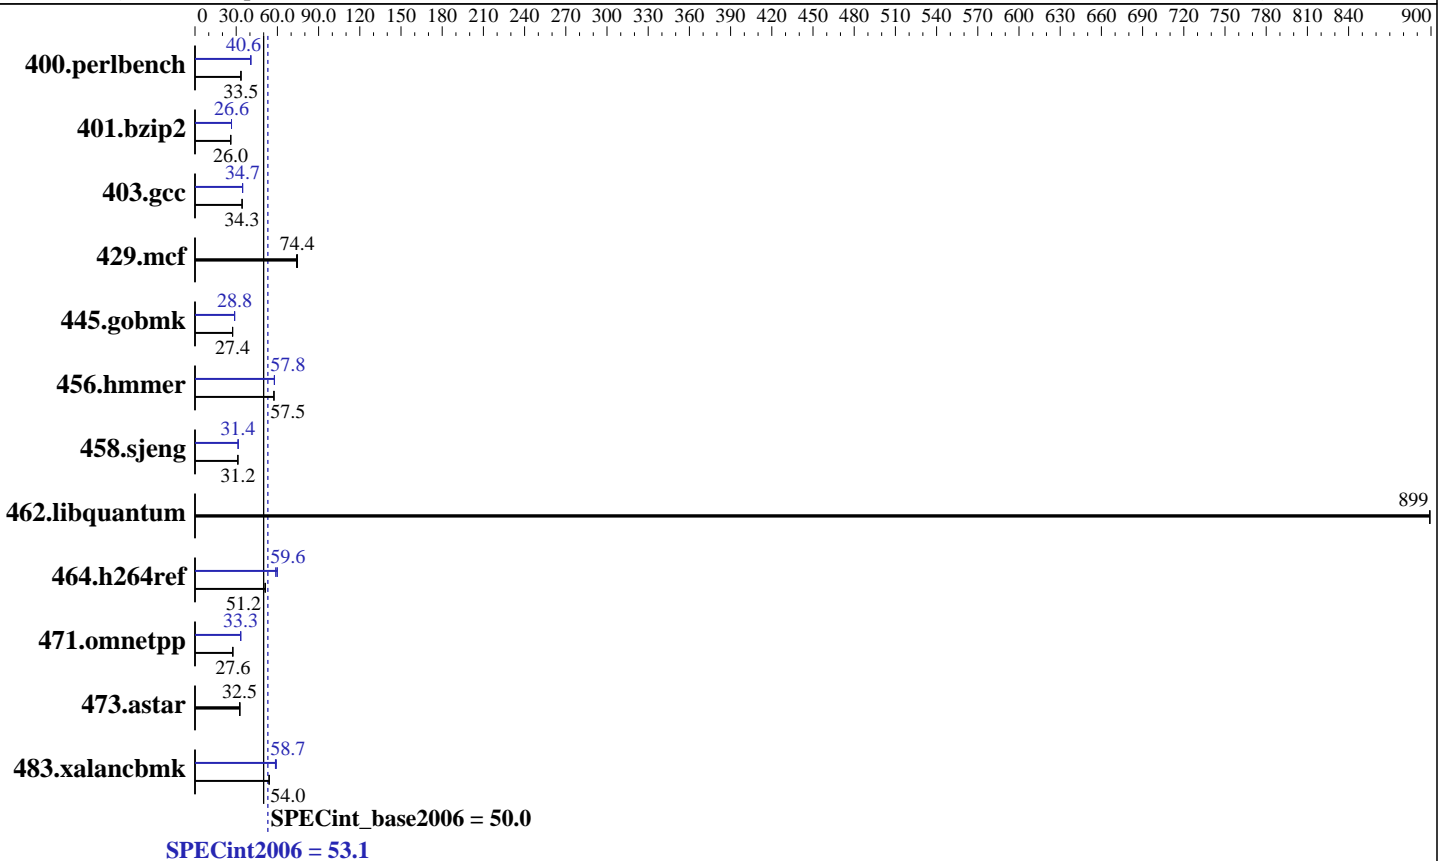 0 30.0 60.0 90.0 120 150 180 210 240 270 300 330 360 390 420 450 480 510 540 570 600 630 660 690 720 750 780 810 840 900
40.6
400.perlbench
33.5
26.6
401.bzip2
26.0
34.7
403.gcc
34.3
74.4
429.mcf
28.8
445.gobmk
27.4
57.8
456.hmmer
57.5
31.4
458.sjeng
31.2
899
462.libquantum
59.6
464.h264ref
51.2
33.3
471.omnetpp
27.6
32.5
473.astar
58.7
483.xalancbmk
54.0
SPECint_base2006 = 50.0
SPECint2006 = 53.1